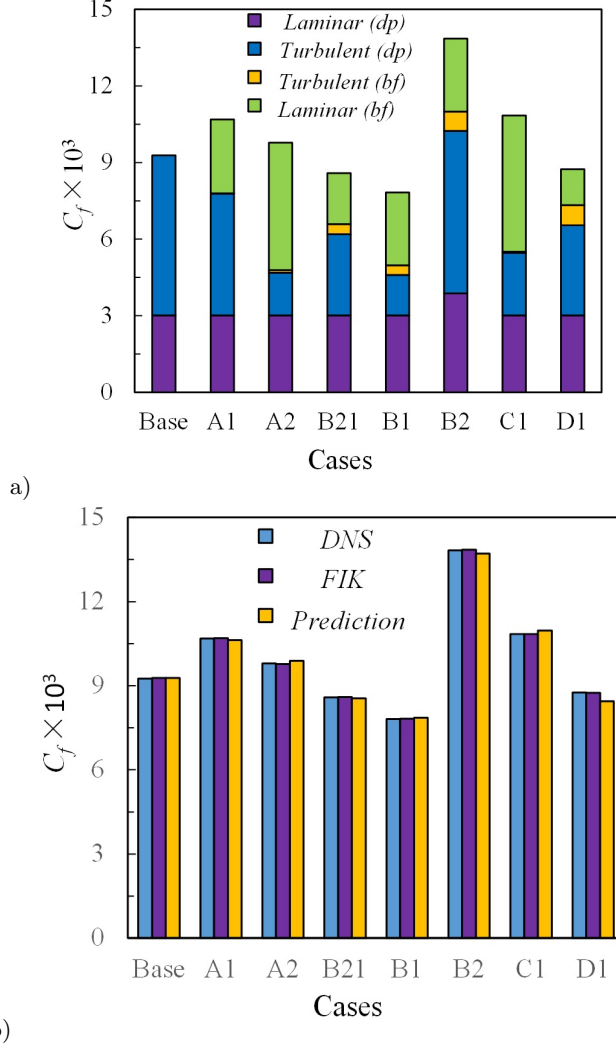 a)
15
12
9
6
3
0
C_f × 10³
Laminar (dp)
Turbulent (dp)
Turbulent (bf)
Laminar (bf)
Base A1 A2 B21 B1 B2 C1 D1
Cases
)
15
12
9
6
3
0
C_f × 10³
DNS
FIK
Prediction
Base A1 A2 B21 B1 B2 C1 D1
Cases